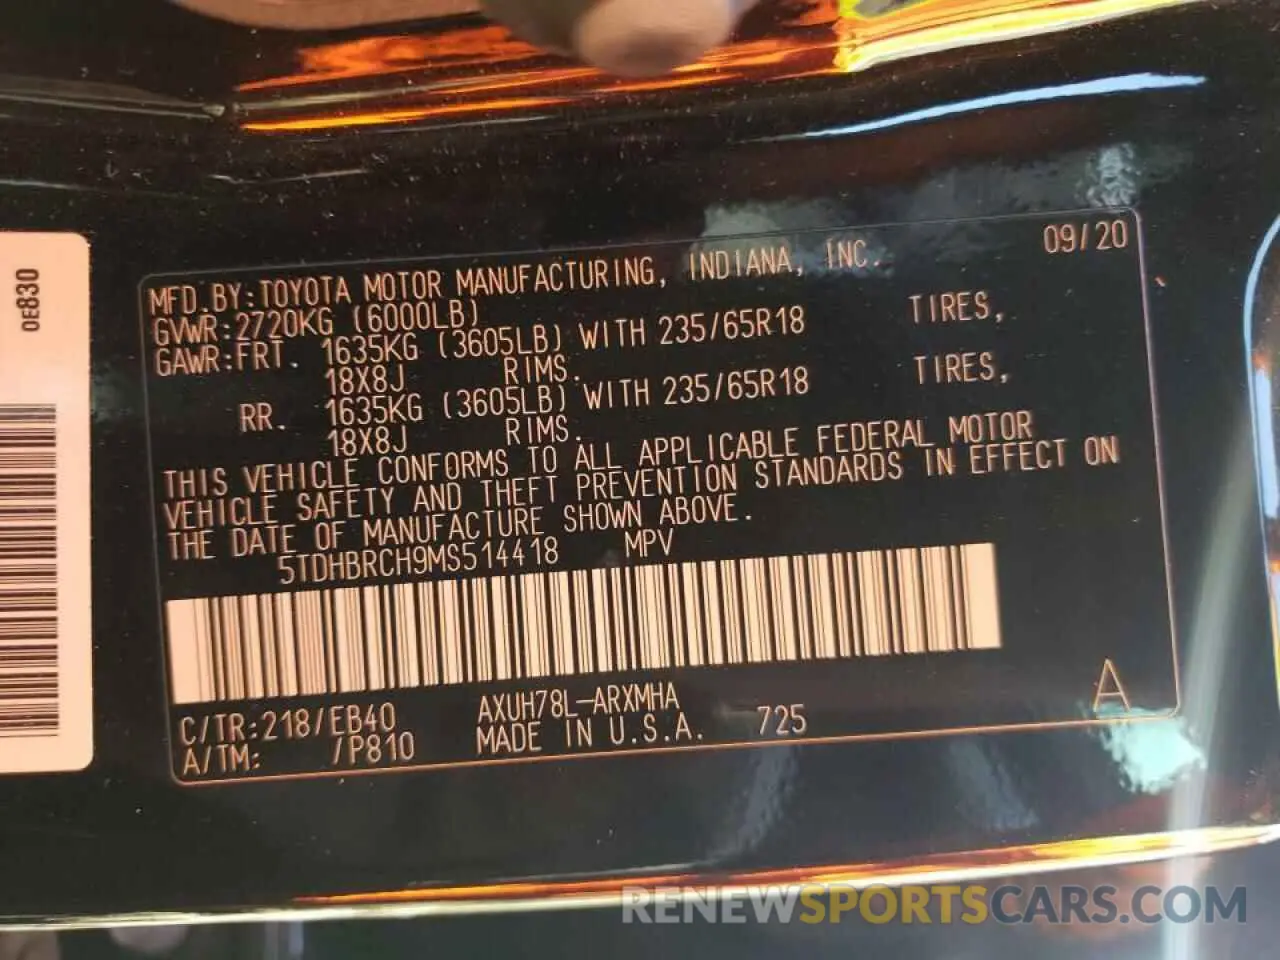 0E830
MFD.BY:TOYOTA MOTOR MANUFACTURING, INDIANA, INC. 09/20
GVWR:2720KG (6000LB)
GAWR:FRT. 1635KG (3605LB) WITH 235/65R18 TIRES,
18X8J RIMS.
RR. 1635KG (3605LB) WITH 235/65R18 TIRES,
18X8J RIMS.
THIS VEHICLE CONFORMS TO ALL APPLICABLE FEDERAL MOTOR
VEHICLE SAFETY AND THEFT PREVENTION STANDARDS IN EFFECT ON
THE DATE OF MANUFACTURE SHOWN ABOVE.
5TDHBRCH9MS514418 MPV
C/TR:218/EB40 AXUH78L-ARXMHA
A/TM: /P810 MADE IN U.S.A. 725 A
RENEWSPORTSCARS.COM